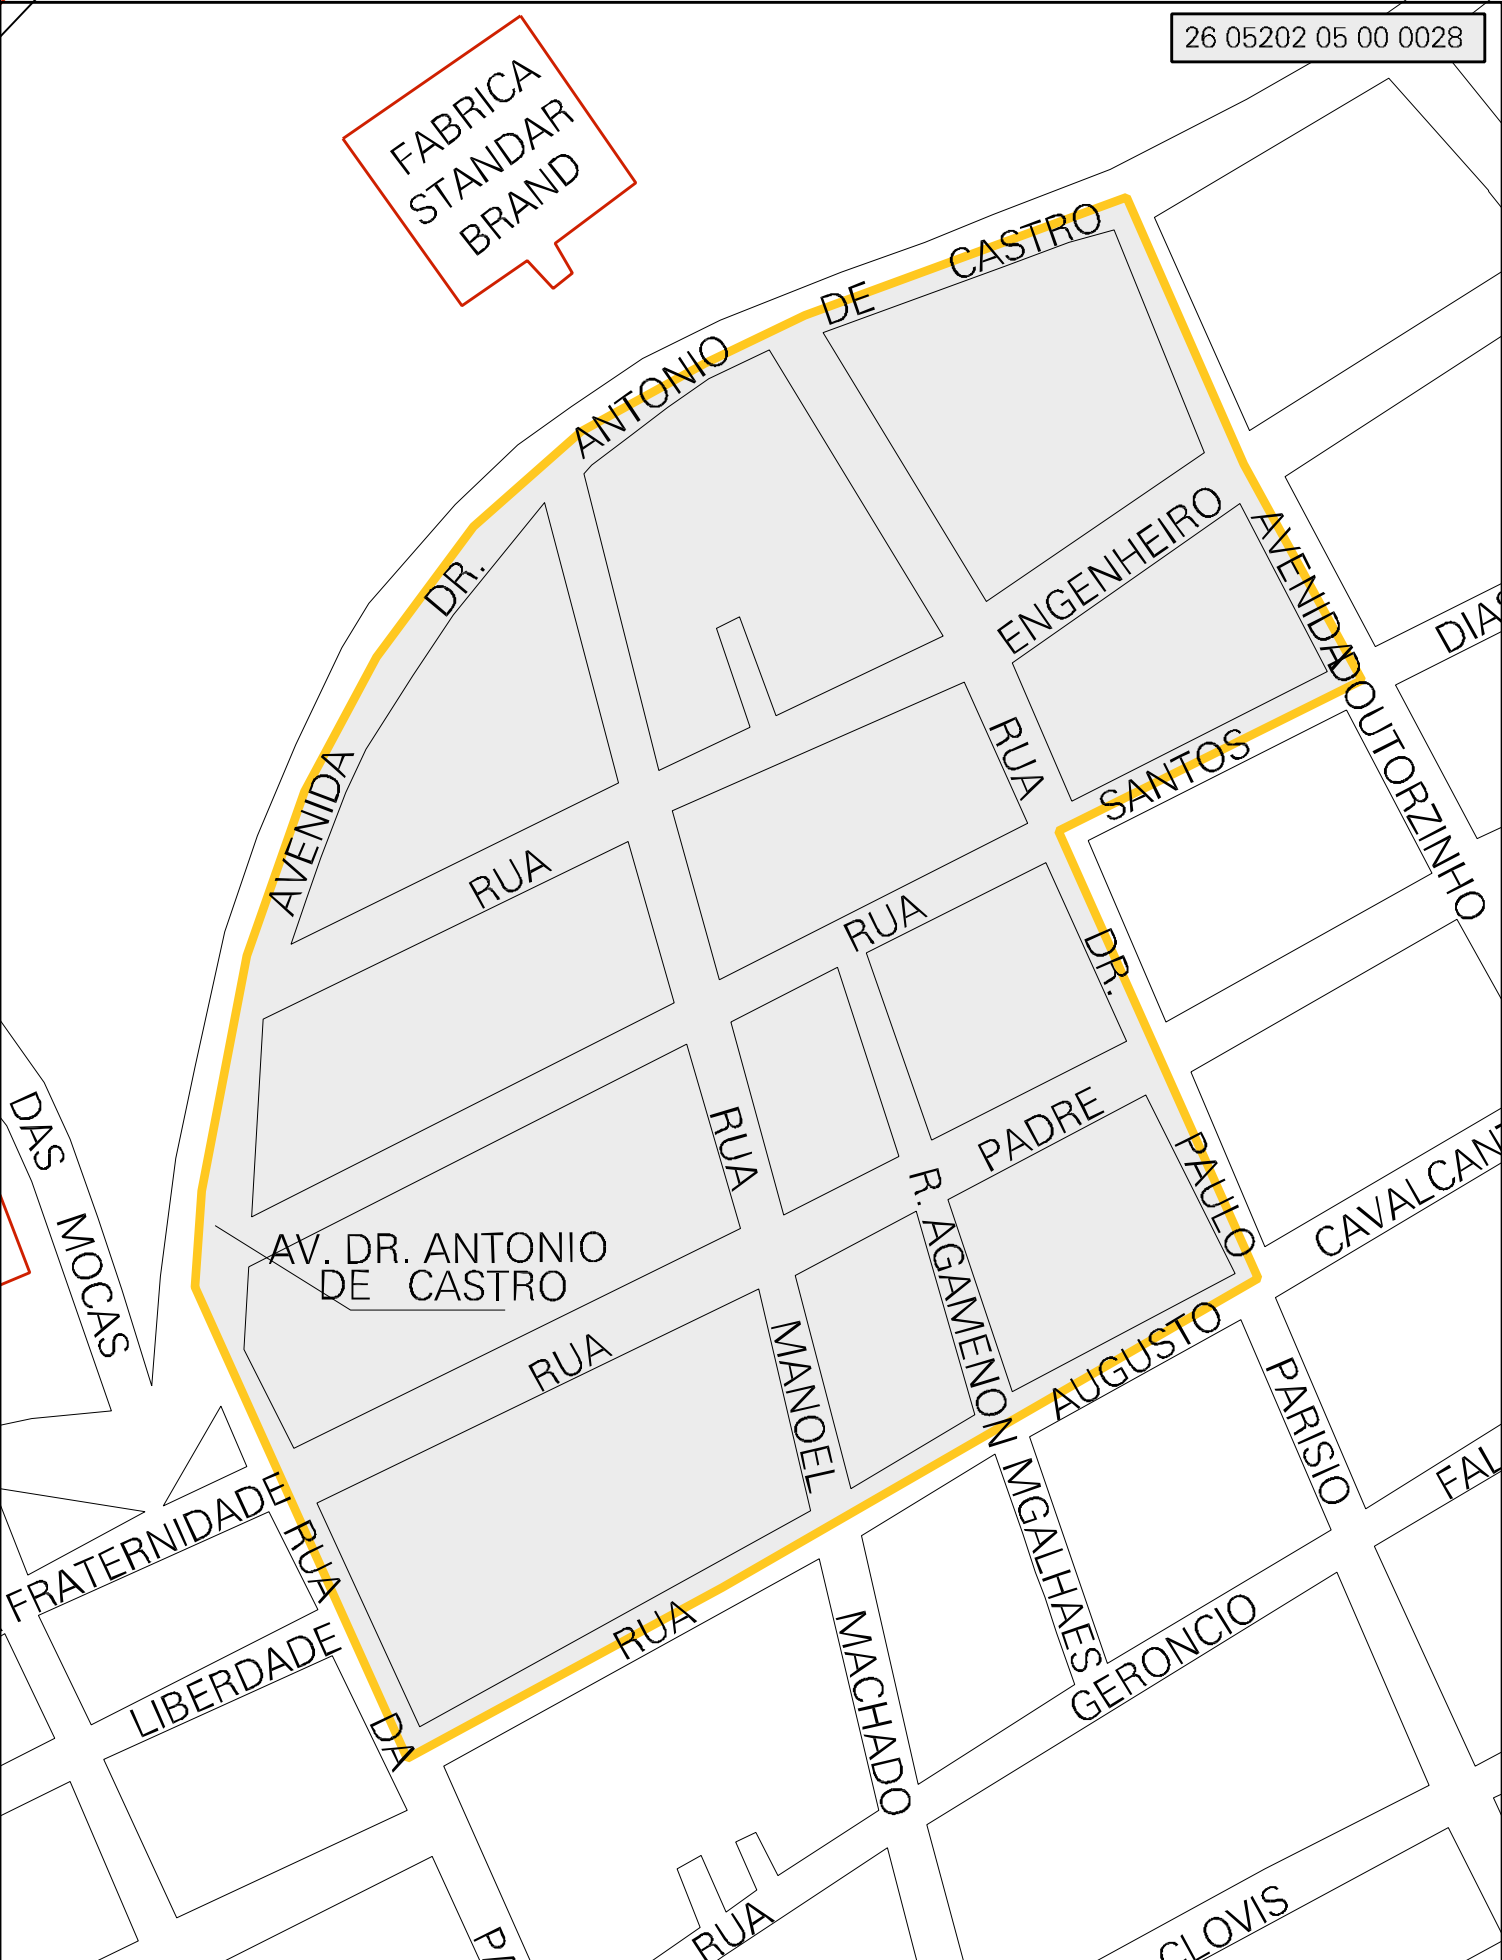 26 05202 05 00 0028
FABRICA
STANDAR
BRAND
AVENIDA DR. ANTONIO DE CASTRO
ENGENHEIRO
AVENIDA DOUTORZINHO
DIAS
RUA
SANTOS
RUA
RUA
DR. PAULO PARISIO
DAS MOCAS
RUA
PADRE
CAVALCANT
AV. DR. ANTONIO
DE CASTRO
R. AGAMENON MGALHAES
RUA
MANOEL
MACHADO
AUGUSTO
RUA
FRATERNIDADE
RUA
DA
LIBERDADE
GERONCIO
FAL
RUA
CLOVIS
PA